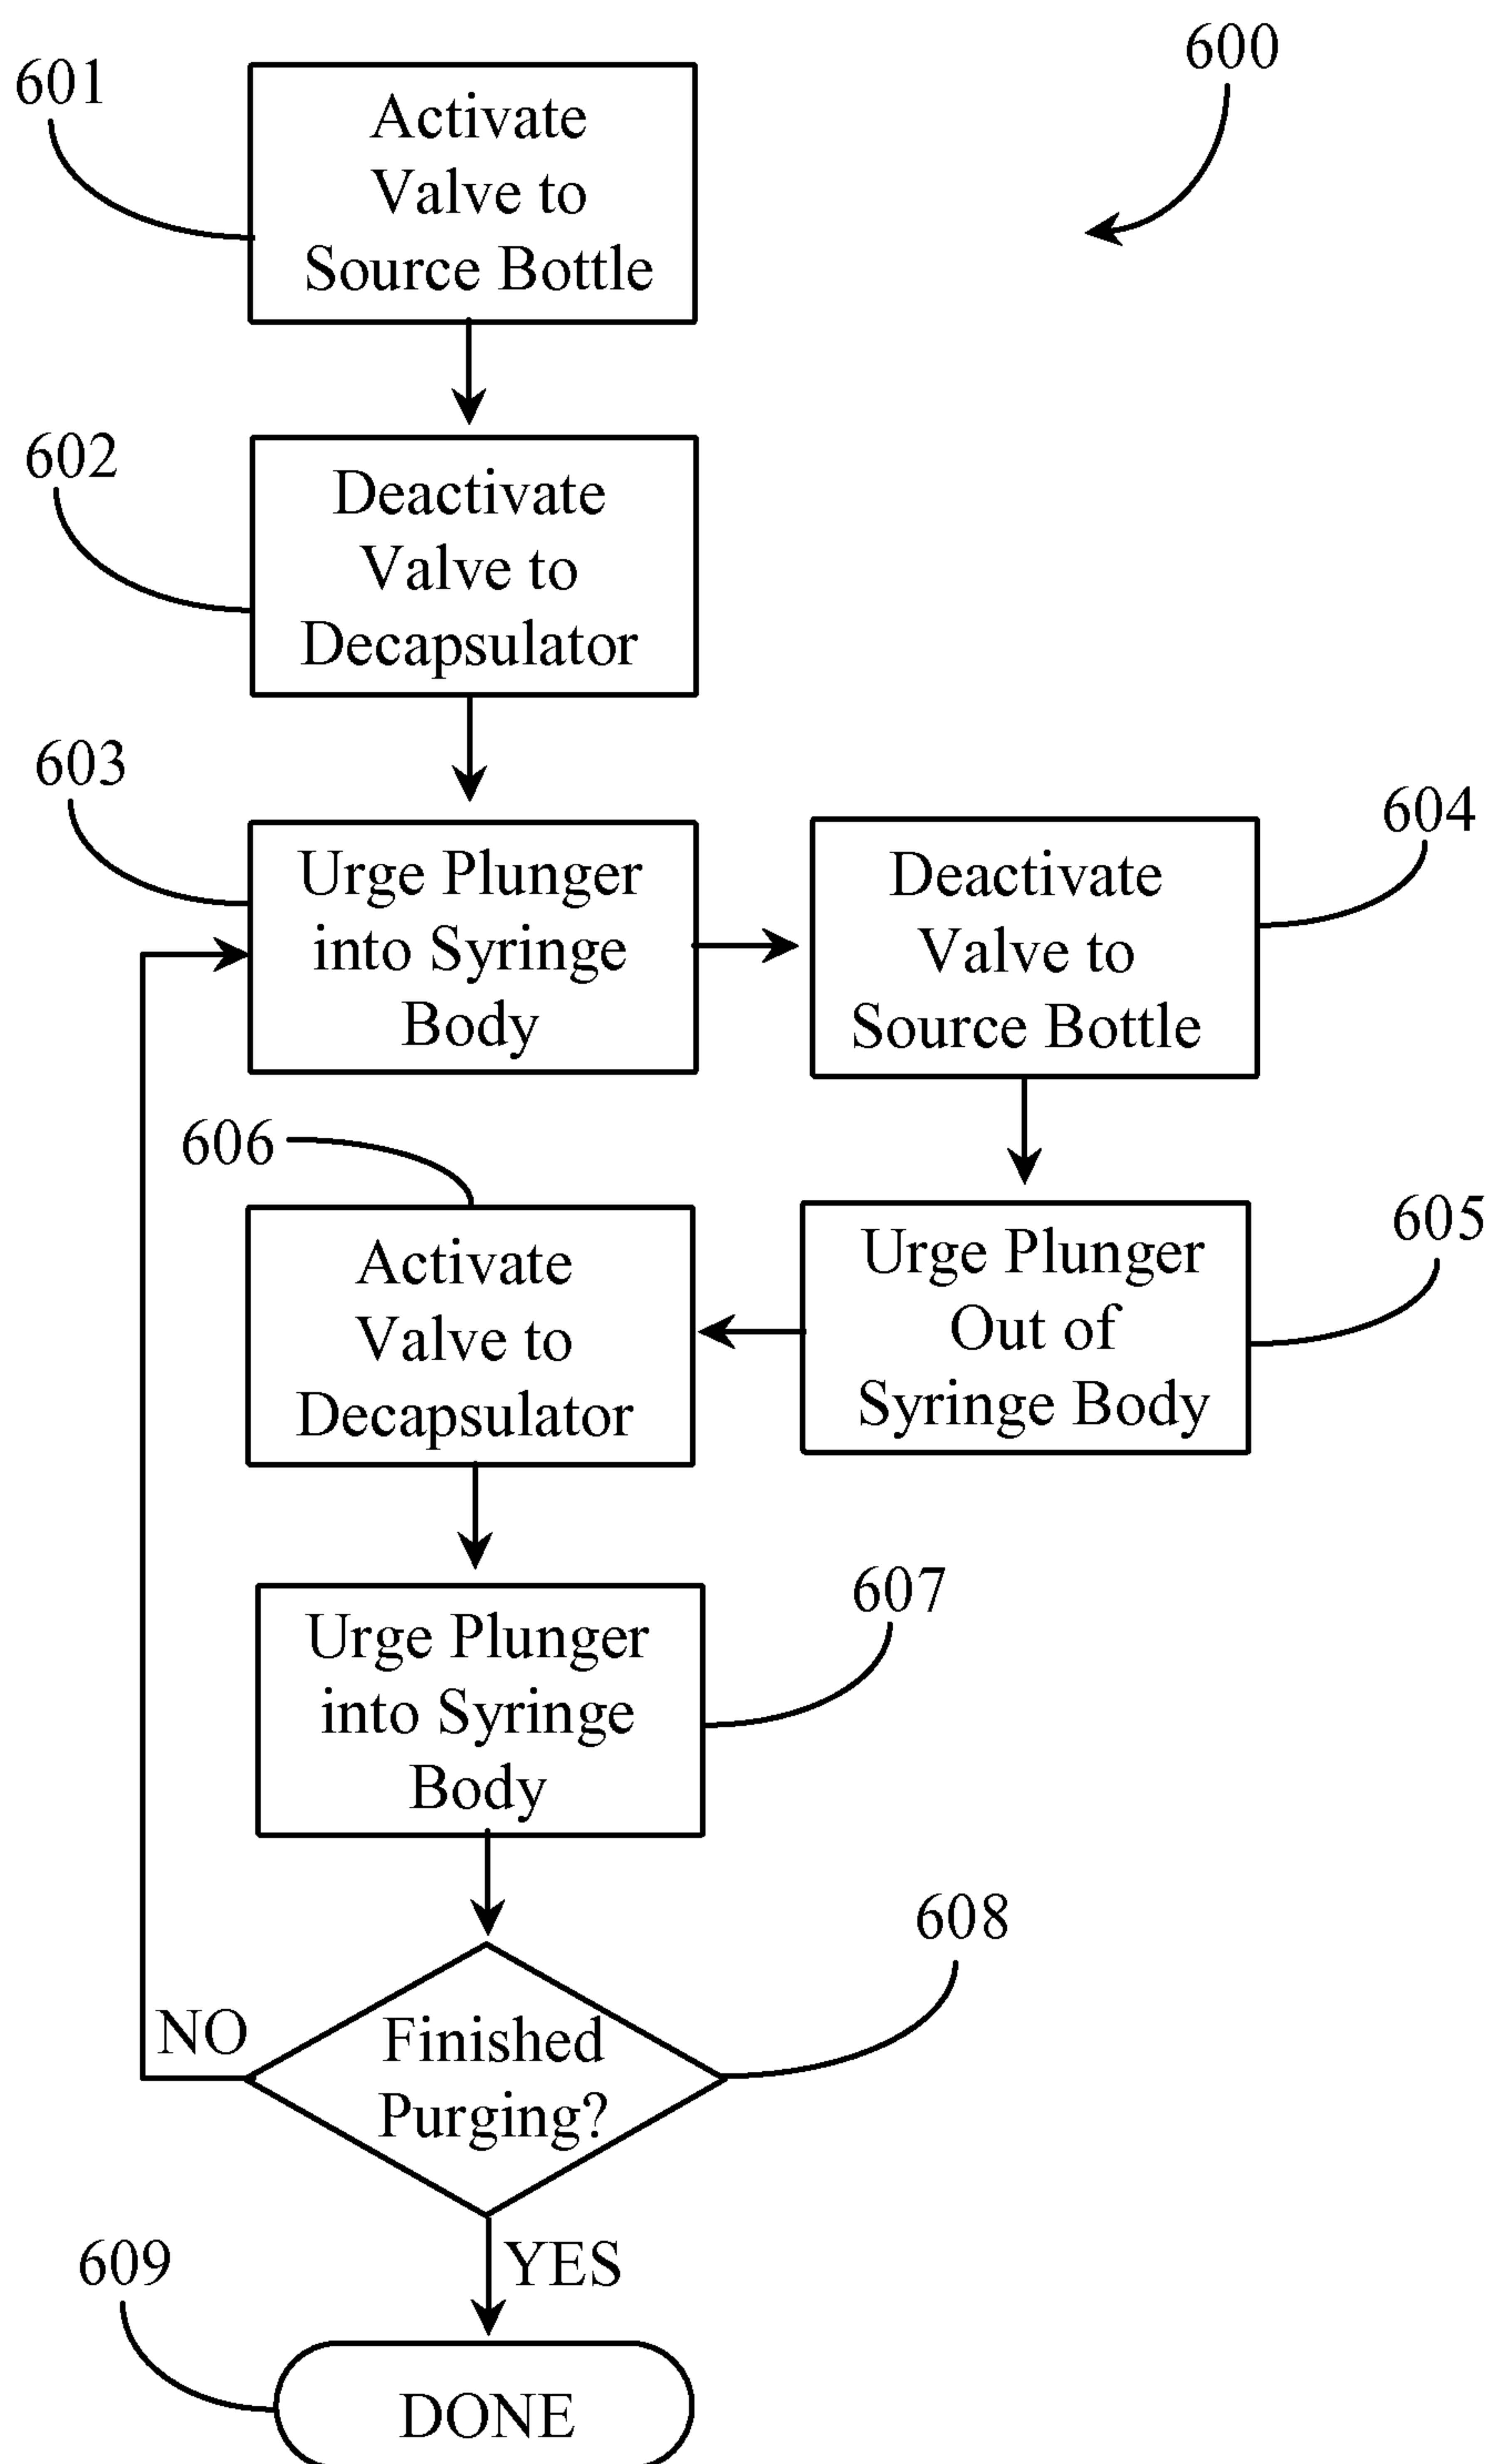 600
601
Activate
Valve to
Source Bottle
602
Deactivate
Valve to
Decapsulator
603
Urge Plunger
into Syringe
Body
604
Deactivate
Valve to
Source Bottle
605
Urge Plunger
Out of
Syringe Body
606
Activate
Valve to
Decapsulator
607
Urge Plunger
into Syringe
Body
608
Finished
Purging?
NO
YES
609
DONE